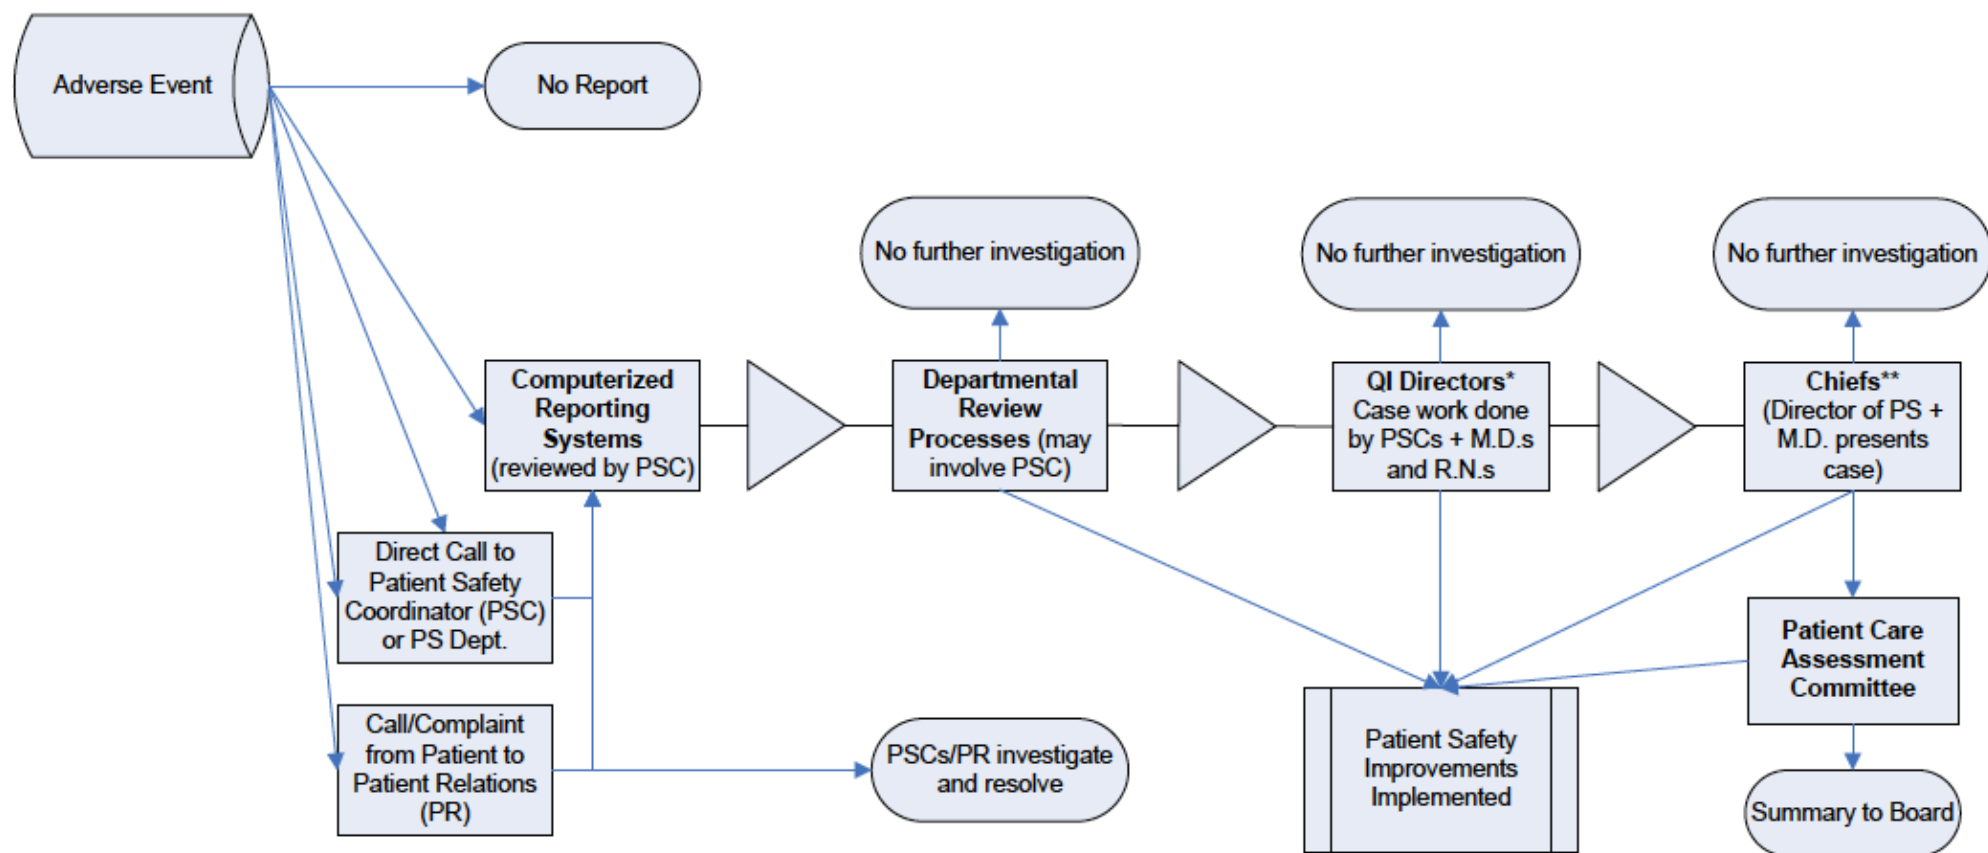 Adverse Event
No Report
No further investigation
No further investigation
No further investigation
Computerized
Reporting
Systems
(reviewed by PSC)
Departmental
Review
Processes (may
involve PSC)
QI Directors*
Case work done
by PSCs + M.D.s
and R.N.s
Chiefs**
(Director of PS +
M.D. presents
case)
Direct Call to
Patient Safety
Coordinator (PSC)
or PS Dept.
Patient Care
Assessment
Committee
Call/Complaint
from Patient to
Patient Relations
(PR)
PSCs/PR investigate
and resolve
Patient Safety
Improvements
Implemented
Summary to Board